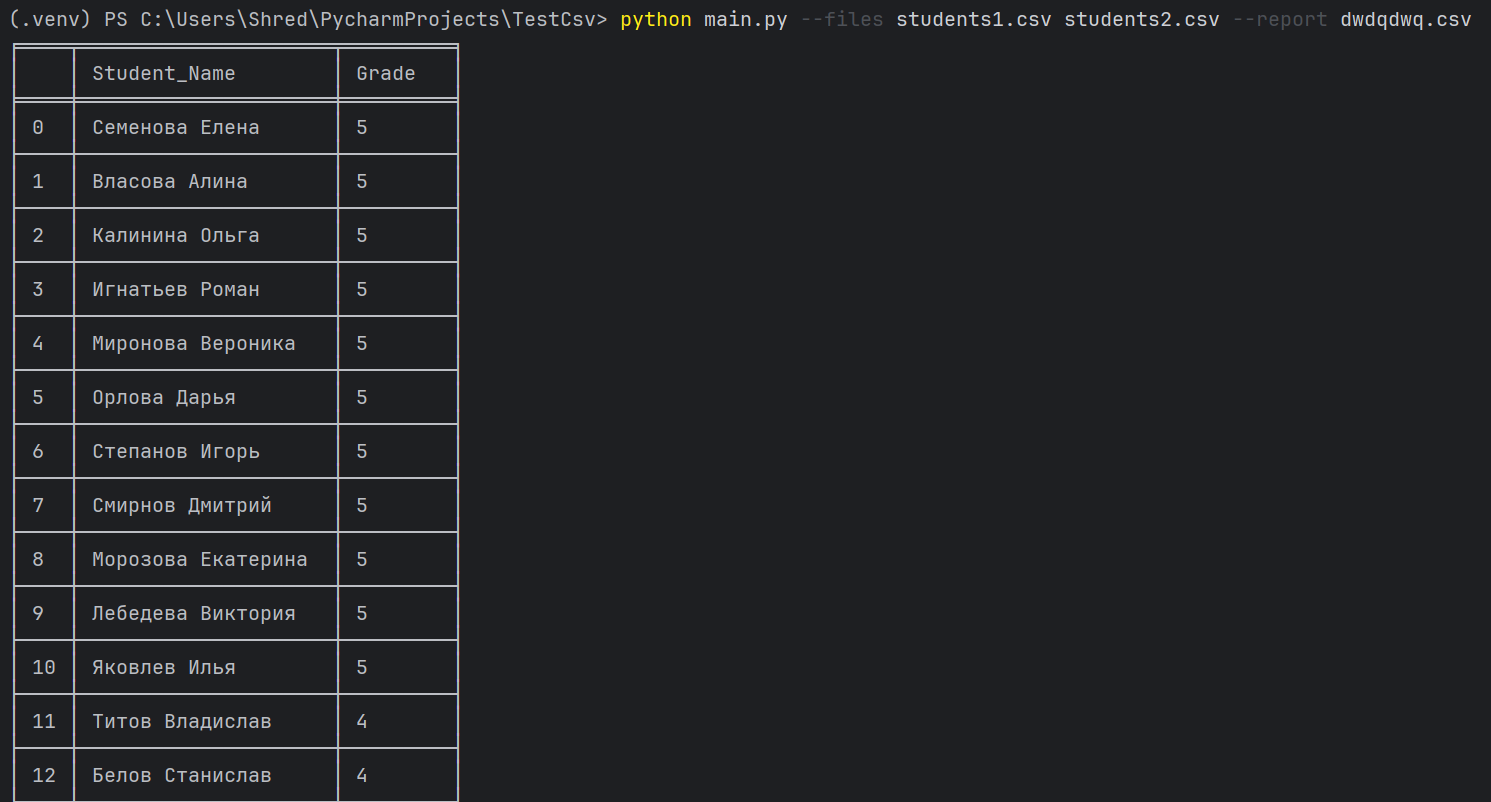 (.venv) PS C:\Users\Shred\PycharmProjects\TestCsv> python main.py --files students1.csv students2.csv --report dwdqdwq.csv
Student_Name Grade
0 Семенова Елена 5
1 Власова Алина 5
2 Калинина Ольга 5
3 Игнатьев Роман 5
4 Миронова Вероника 5
5 Орлова Дарья 5
6 Степанов Игорь 5
7 Смирнов Дмитрий 5
8 Морозова Екатерина 5
9 Лебедева Виктория 5
10 Яковлев Илья 5
11 Титов Владислав 4
12 Белов Станислав 4